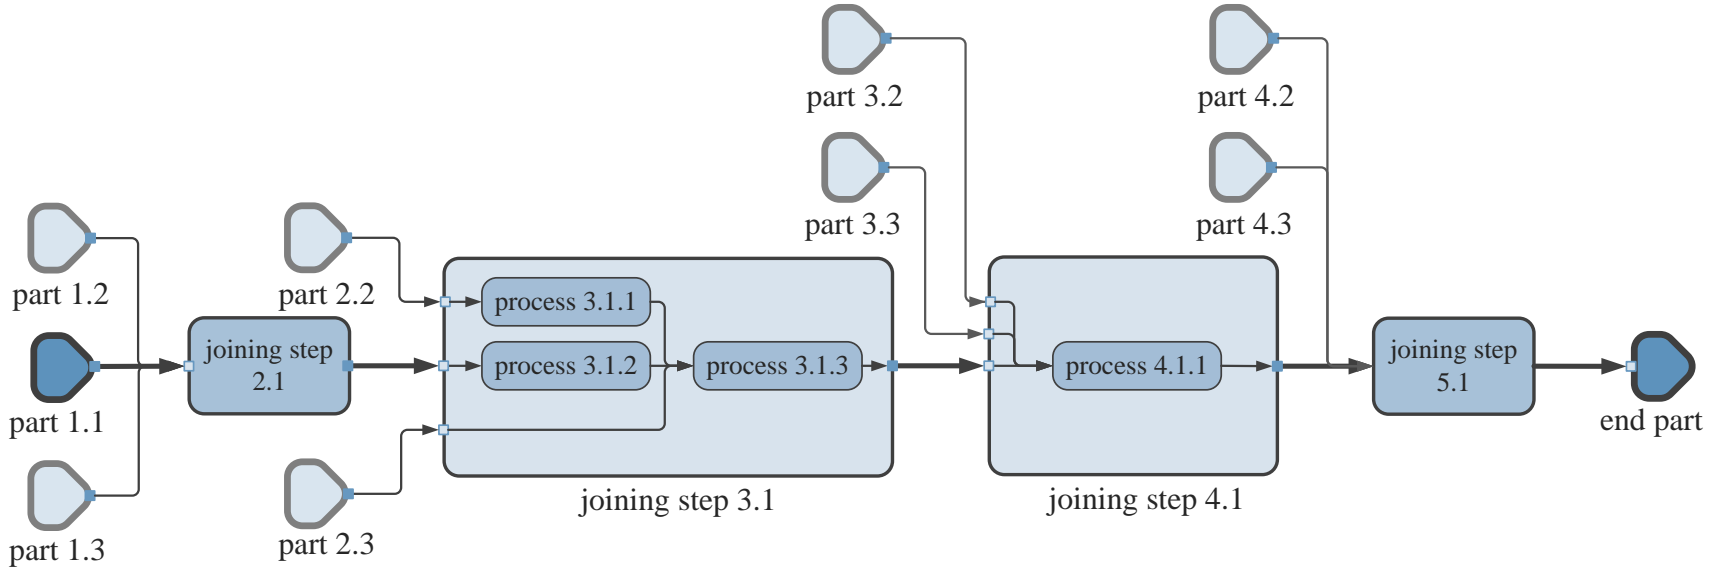 part 3.2
part 4.2
part 3.3
part 4.3
part 1.2
part 2.2
process 3.1.1
joining step
2.1
process 3.1.2
process 3.1.3
process 4.1.1
joining step
5.1
part 1.1
end part
joining step 3.1
joining step 4.1
part 1.3
part 2.3